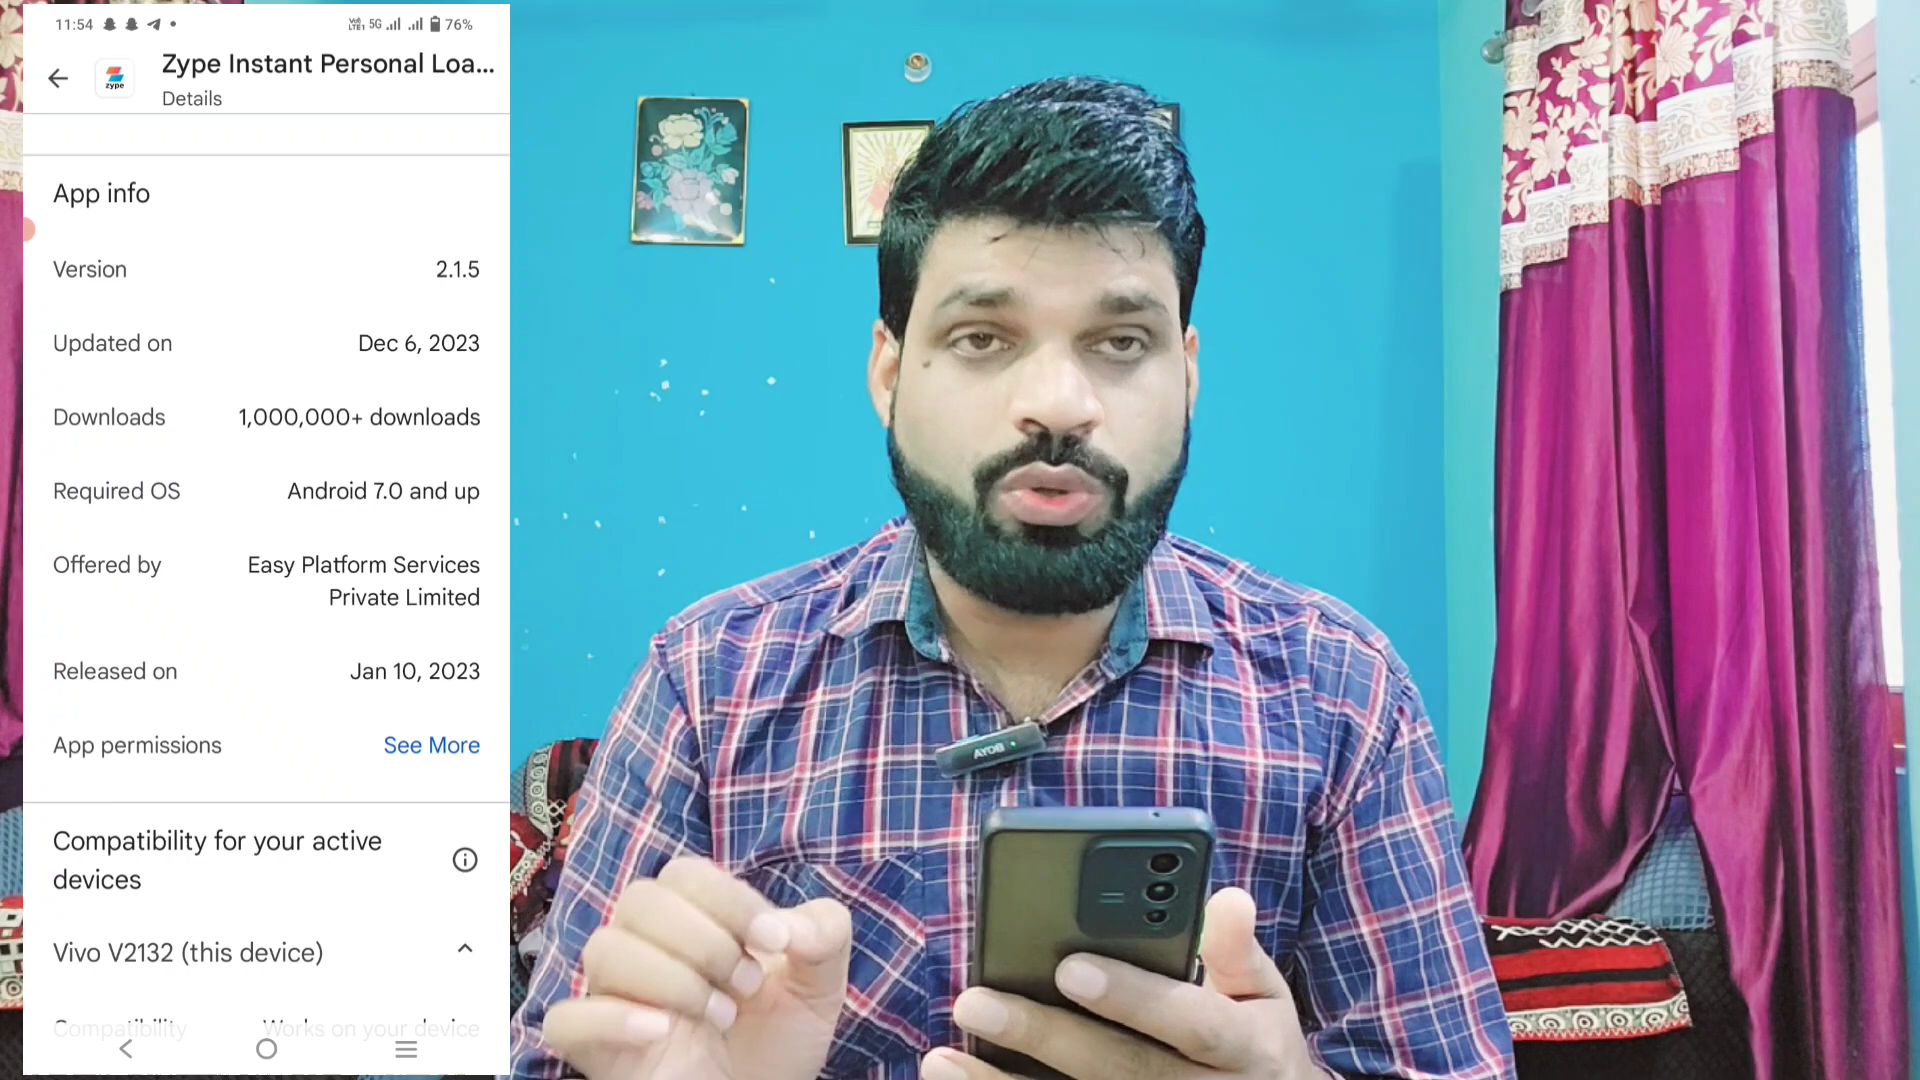 11:54
VoLTE1 5G 76%
Zype Instant Personal Loa...
zype
Details
App info
Version 2.1.5
Updated on Dec 6, 2023
Downloads 1,000,000+ downloads
Required OS Android 7.0 and up
Offered by Easy Platform Services
Private Limited
Released on Jan 10, 2023
App permissions See More
Compatibility for your active
devices
Vivo V2132 (this device)
Compatibility Works on your device
BOYA